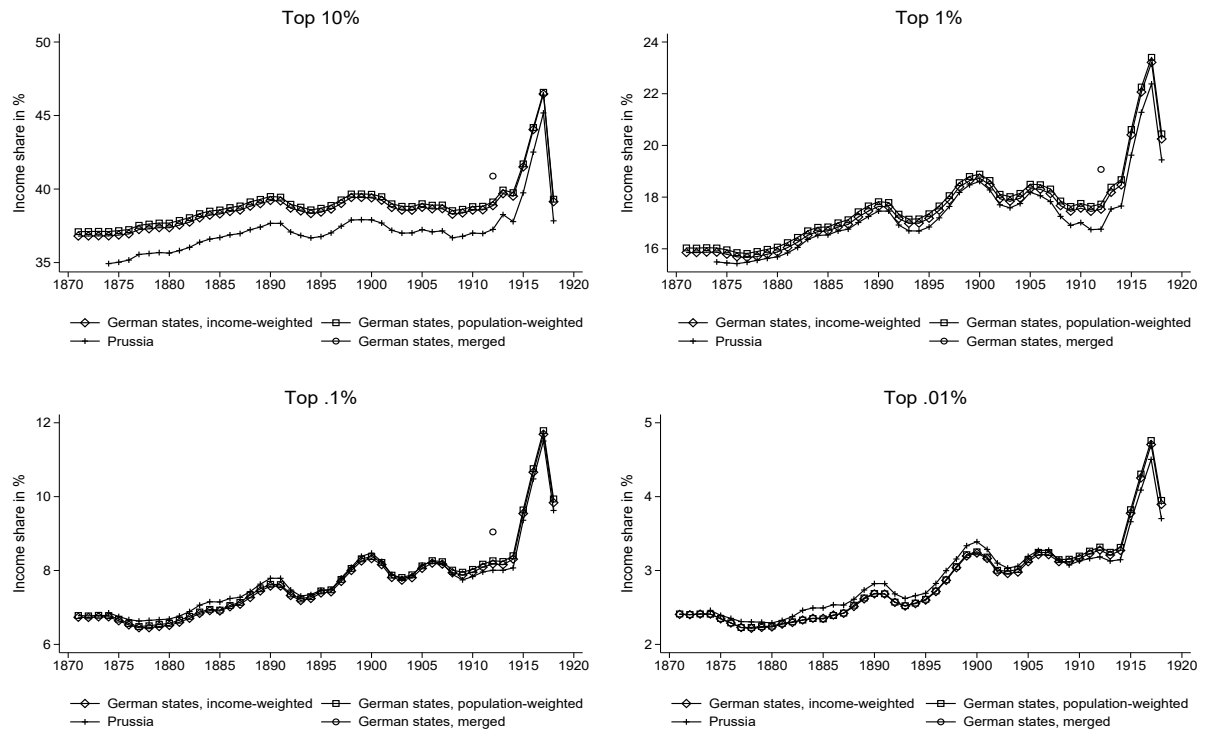 Top 10%
Income share in %
50
45
40
35
1870 1875 1880 1885 1890 1895 1900 1905 1910 1915 1920
German states, income-weighted German states, population-weighted
Prussia German states, merged
Top 1%
Income share in %
24
22
20
18
16
1870 1875 1880 1885 1890 1895 1900 1905 1910 1915 1920
German states, income-weighted German states, population-weighted
Prussia German states, merged
Top .1%
Income share in %
12
10
8
6
1870 1875 1880 1885 1890 1895 1900 1905 1910 1915 1920
German states, income-weighted German states, population-weighted
Prussia German states, merged
Top .01%
Income share in %
5
4
3
2
1870 1875 1880 1885 1890 1895 1900 1905 1910 1915 1920
German states, income-weighted German states, population-weighted
Prussia German states, merged